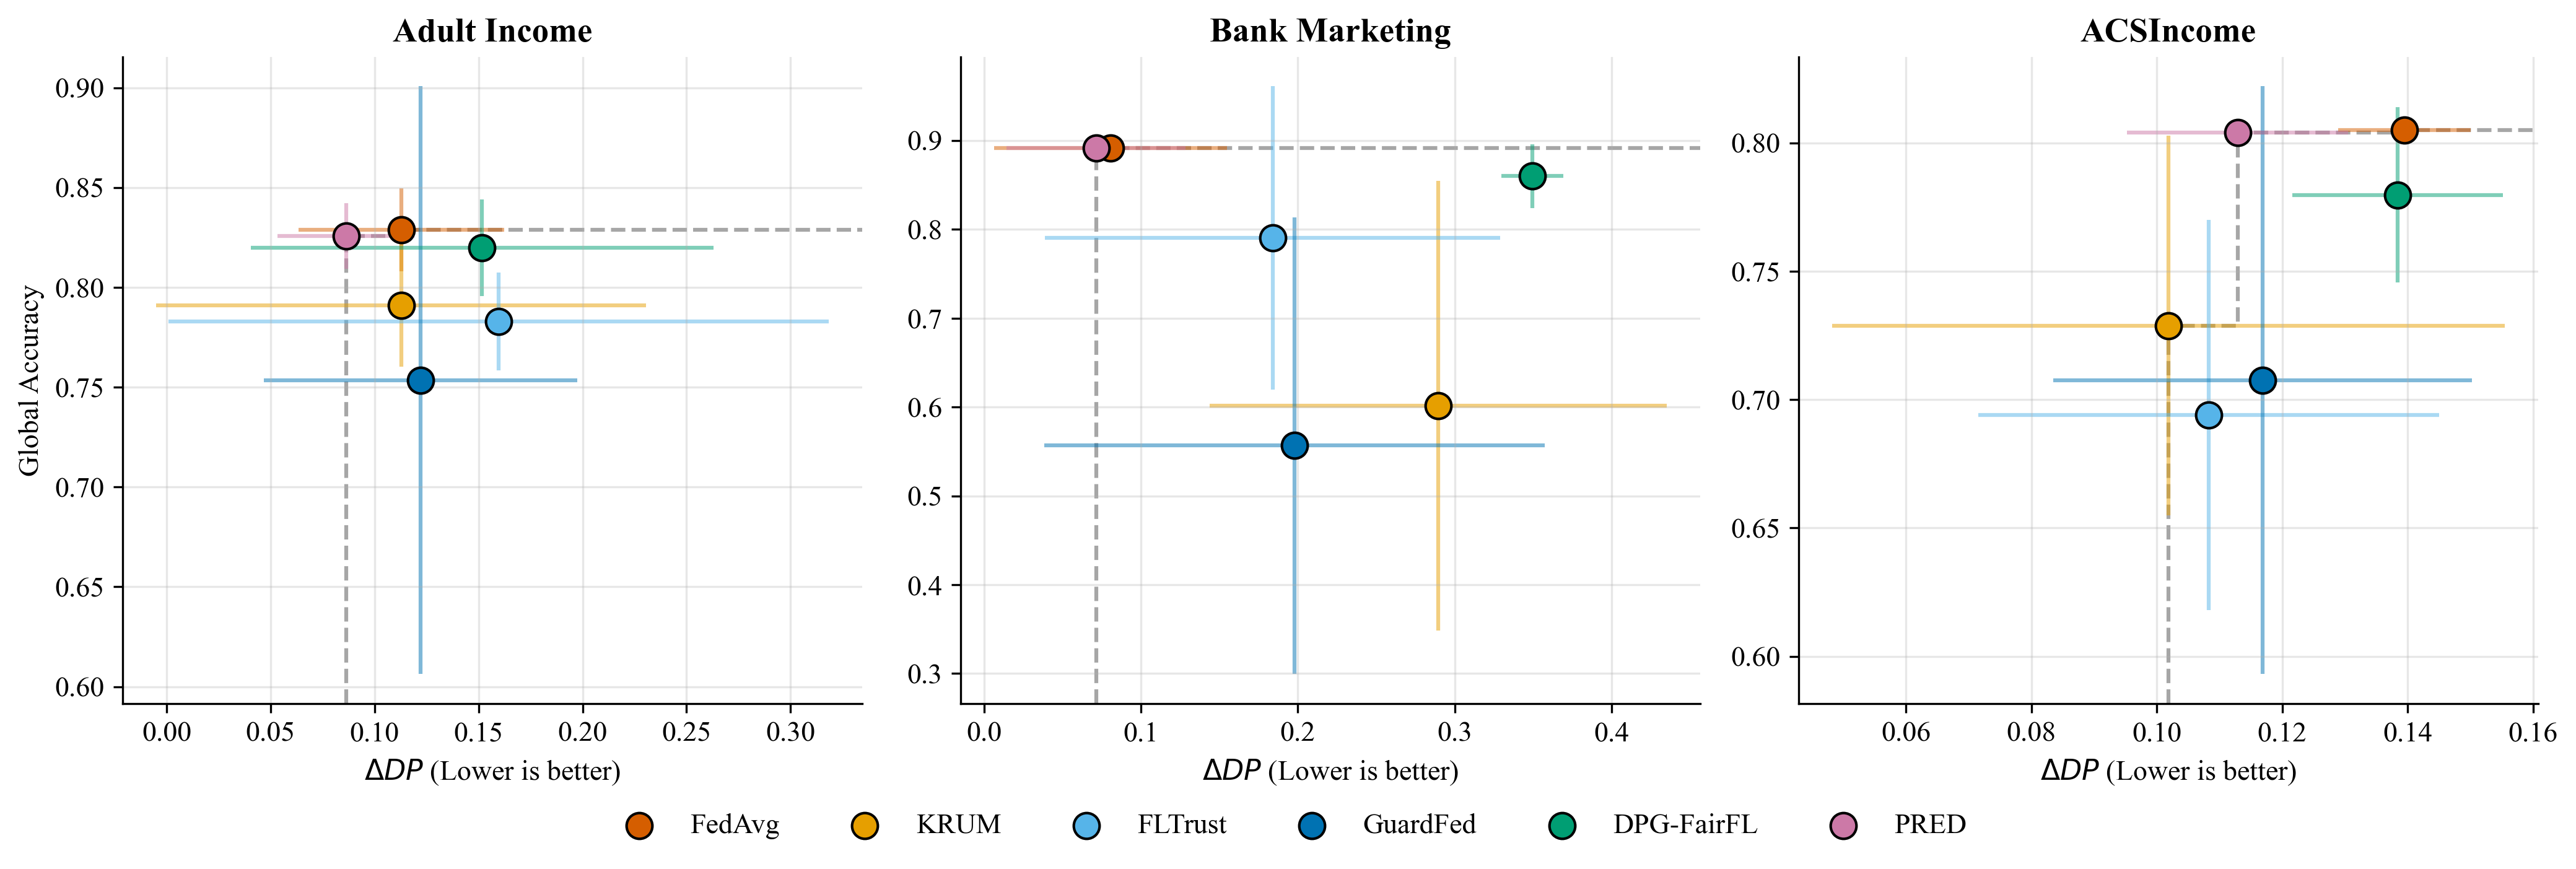 Adult Income
Bank Marketing
ACSIncome
Global Accuracy
0.90
0.85
0.80
0.75
0.70
0.65
0.60
0.00 0.05 0.10 0.15 0.20 0.25 0.30
ΔDP (Lower is better)
0.9
0.8
0.7
0.6
0.5
0.4
0.3
0.0 0.1 0.2 0.3 0.4
ΔDP (Lower is better)
0.80
0.75
0.70
0.65
0.60
0.06 0.08 0.10 0.12 0.14 0.16
ΔDP (Lower is better)
FedAvg KRUM FLTrust GuardFed DPG-FairFL PRED